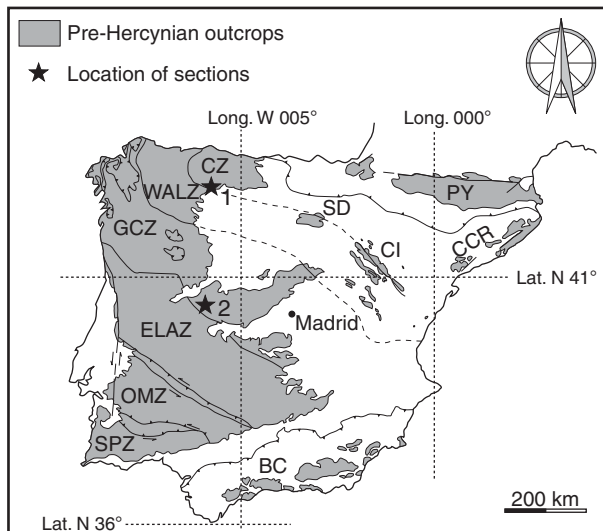 Pre-Hercynian outcrops
Location of sections
Long. W 005°
Long. 000°
CZ
WALZ
1
PY
SD
GCZ
CCR
CI
Lat. N 41°
2
Madrid
ELAZ
OMZ
SPZ
BC
200 km
Lat. N 36°